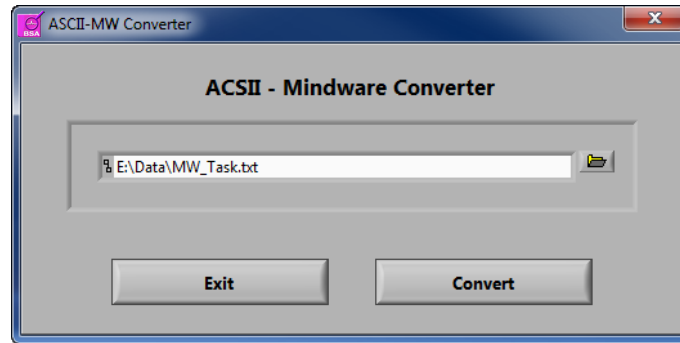 BSA
ASCII-MW Converter
ACSII - Mindware Converter
E:\Data\MW_Task.txt
Exit
Convert